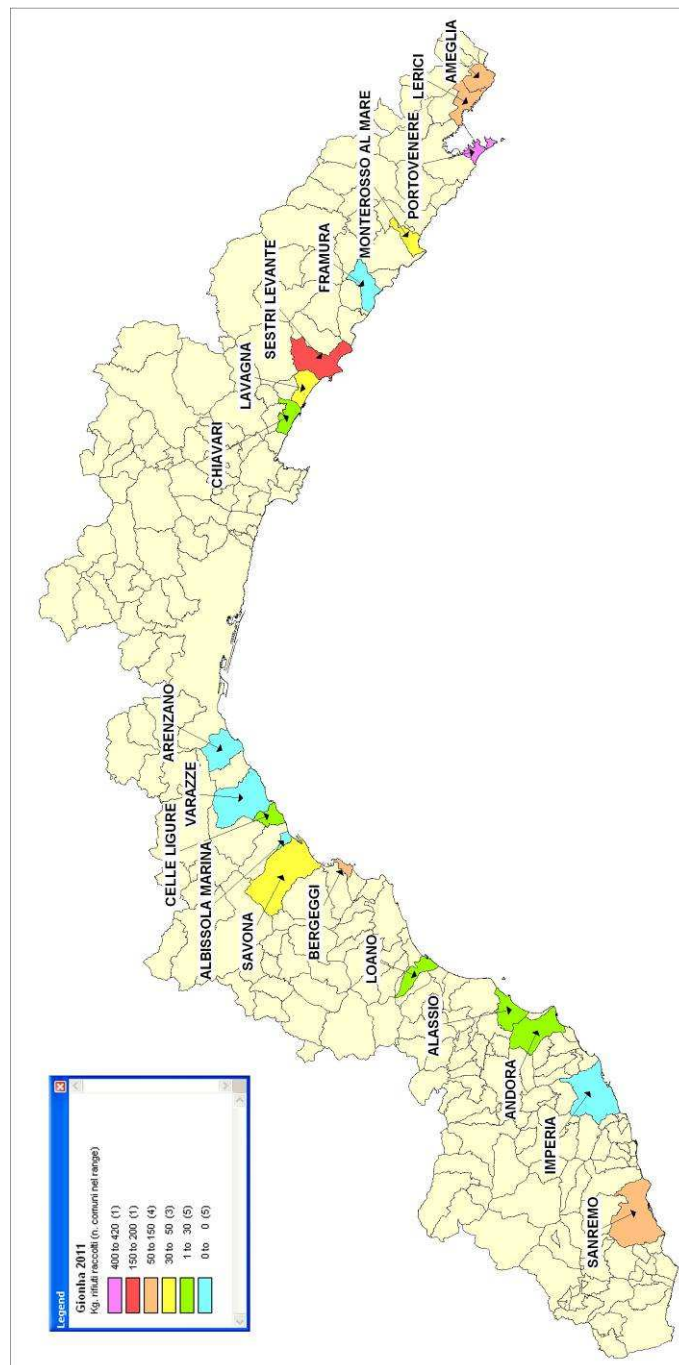 Legend
Gionha 2011
Kg. rifiuti raccolti (n. comuni nel range)
400 to 420 (1)
150 to 200 (1)
50 to 150 (4)
30 to 50 (3)
1 to 30 (5)
0 to 0 (5)
SANREMO
IMPERIA
ANDORA
ALASSIO
LOANO
BERGEGGI
SAVONA
ALBISSOLA MARINA
CELLE LIGURE
VARAZZE
ARENZANO
CHIAVARI
LAVAGNA
SESTRI LEVANTE
FRAMURA
MONTEROSSO AL MARE
PORTOVENERE
LERICI
AMEGLIA